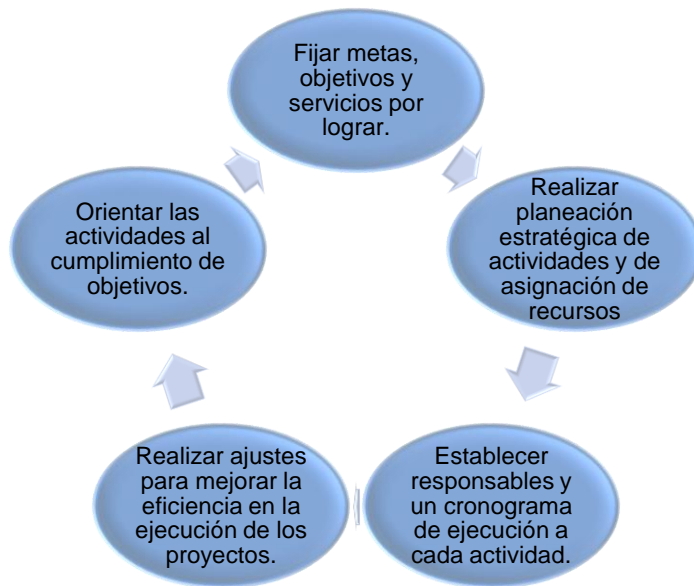 Fijar metas,
objetivos y
servicios por
lograr.
Realizar
planeación
estratégica de
actividades y de
asignación de
recursos
Establecer
responsables y
un cronograma
de ejecución a
cada actividad.
Realizar ajustes
para mejorar la
eficiencia en la
ejecución de los
proyectos.
Orientar las
actividades al
cumplimiento de
objetivos.